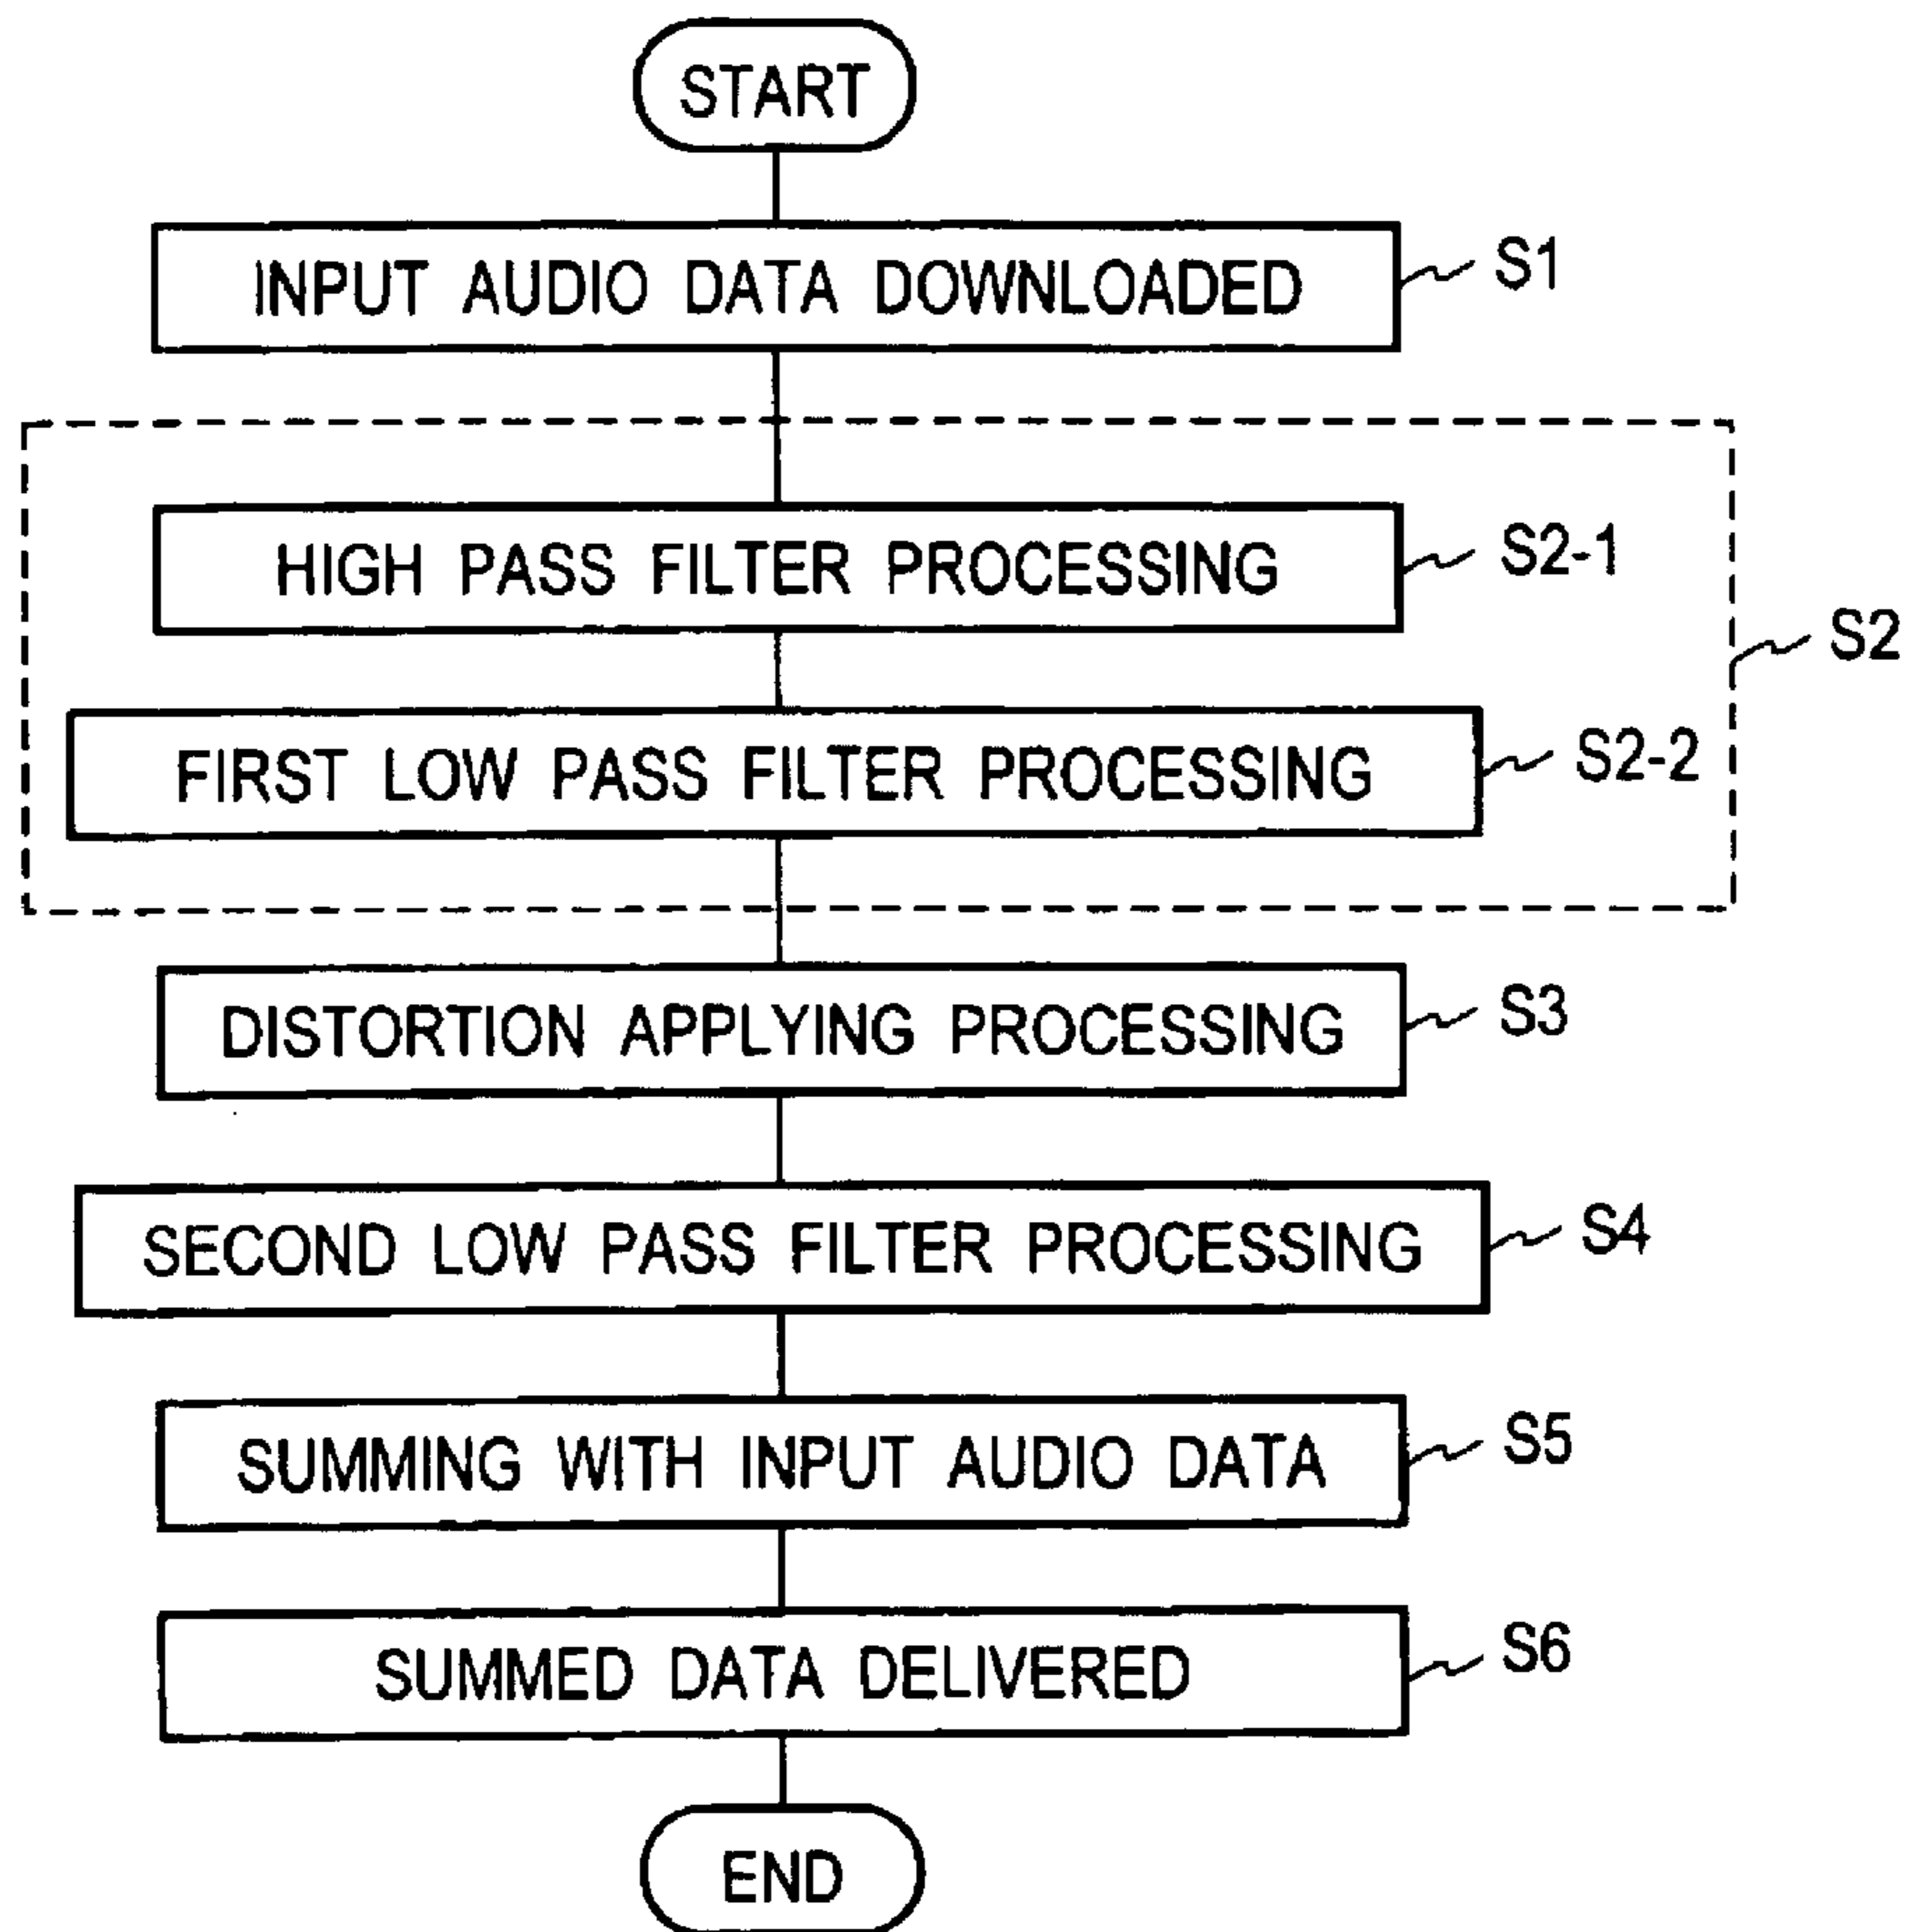 START
INPUT AUDIO DATA DOWNLOADED
S1
HIGH PASS FILTER PROCESSING
S2-1
S2
FIRST LOW PASS FILTER PROCESSING
S2-2
DISTORTION APPLYING PROCESSING
S3
SECOND LOW PASS FILTER PROCESSING
S4
SUMMING WITH INPUT AUDIO DATA
S5
SUMMED DATA DELIVERED
S6
END